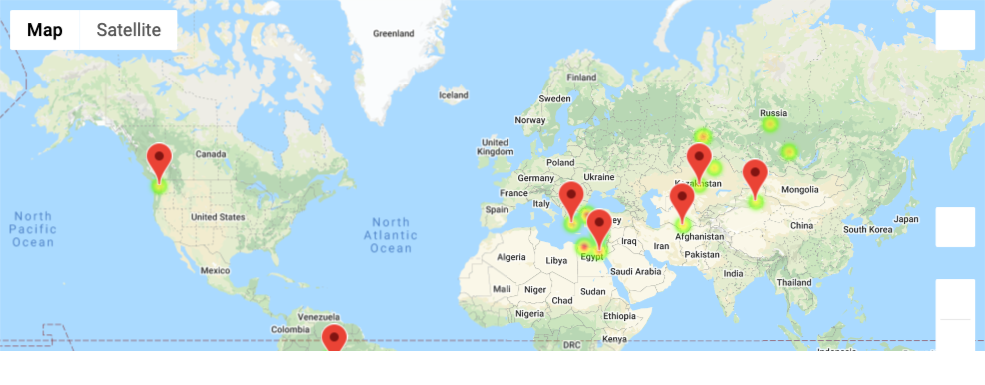 Map
Satellite
Greenland
Iceland
Finland
Sweden
Norway
Russia
Canada
United
Kingdom
Poland
Germany
Ukraine
France
Italy
Spain
Kazakhstan
Mongolia
North
Pacific
Ocean
United States
North
Atlantic
Ocean
Japan
China
South Korea
Afghanistan
Iraq
Iran
Pakistan
Algeria
Libya
Egypt
Saudi Arabia
Mexico
India
Mali
Niger
Sudan
Chad
Thailand
Nigeria
Ethiopia
Venezuela
Colombia
Kenya
DRC